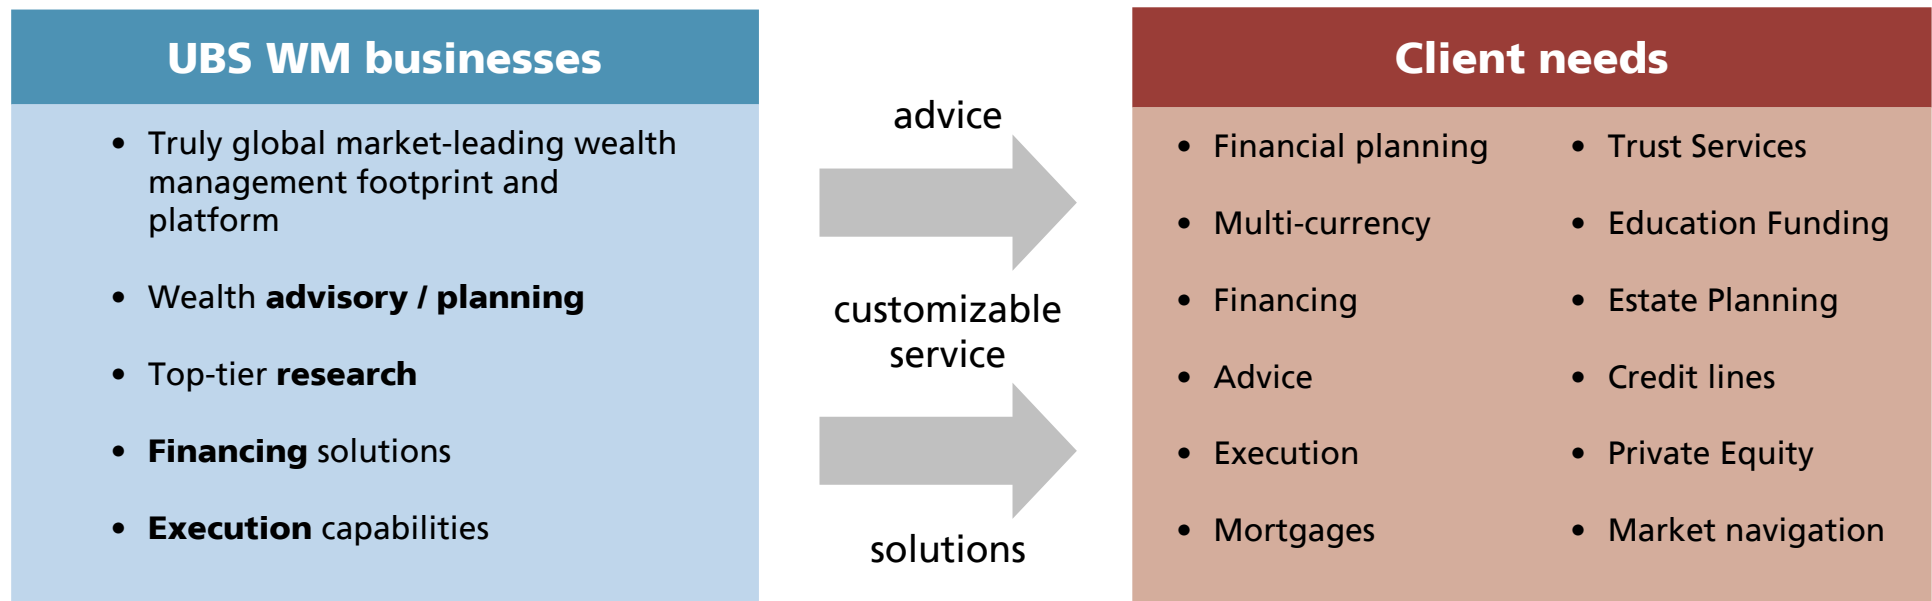 UBS WM businesses
• Truly global market-leading wealth
management footprint and
platform
• Wealth advisory / planning
• Top-tier research
• Financing solutions
• Execution capabilities
advice
customizable
service
solutions
Client needs
• Financial planning
• Multi-currency
• Financing
• Advice
• Execution
• Mortgages
• Trust Services
• Education Funding
• Estate Planning
• Credit lines
• Private Equity
• Market navigation